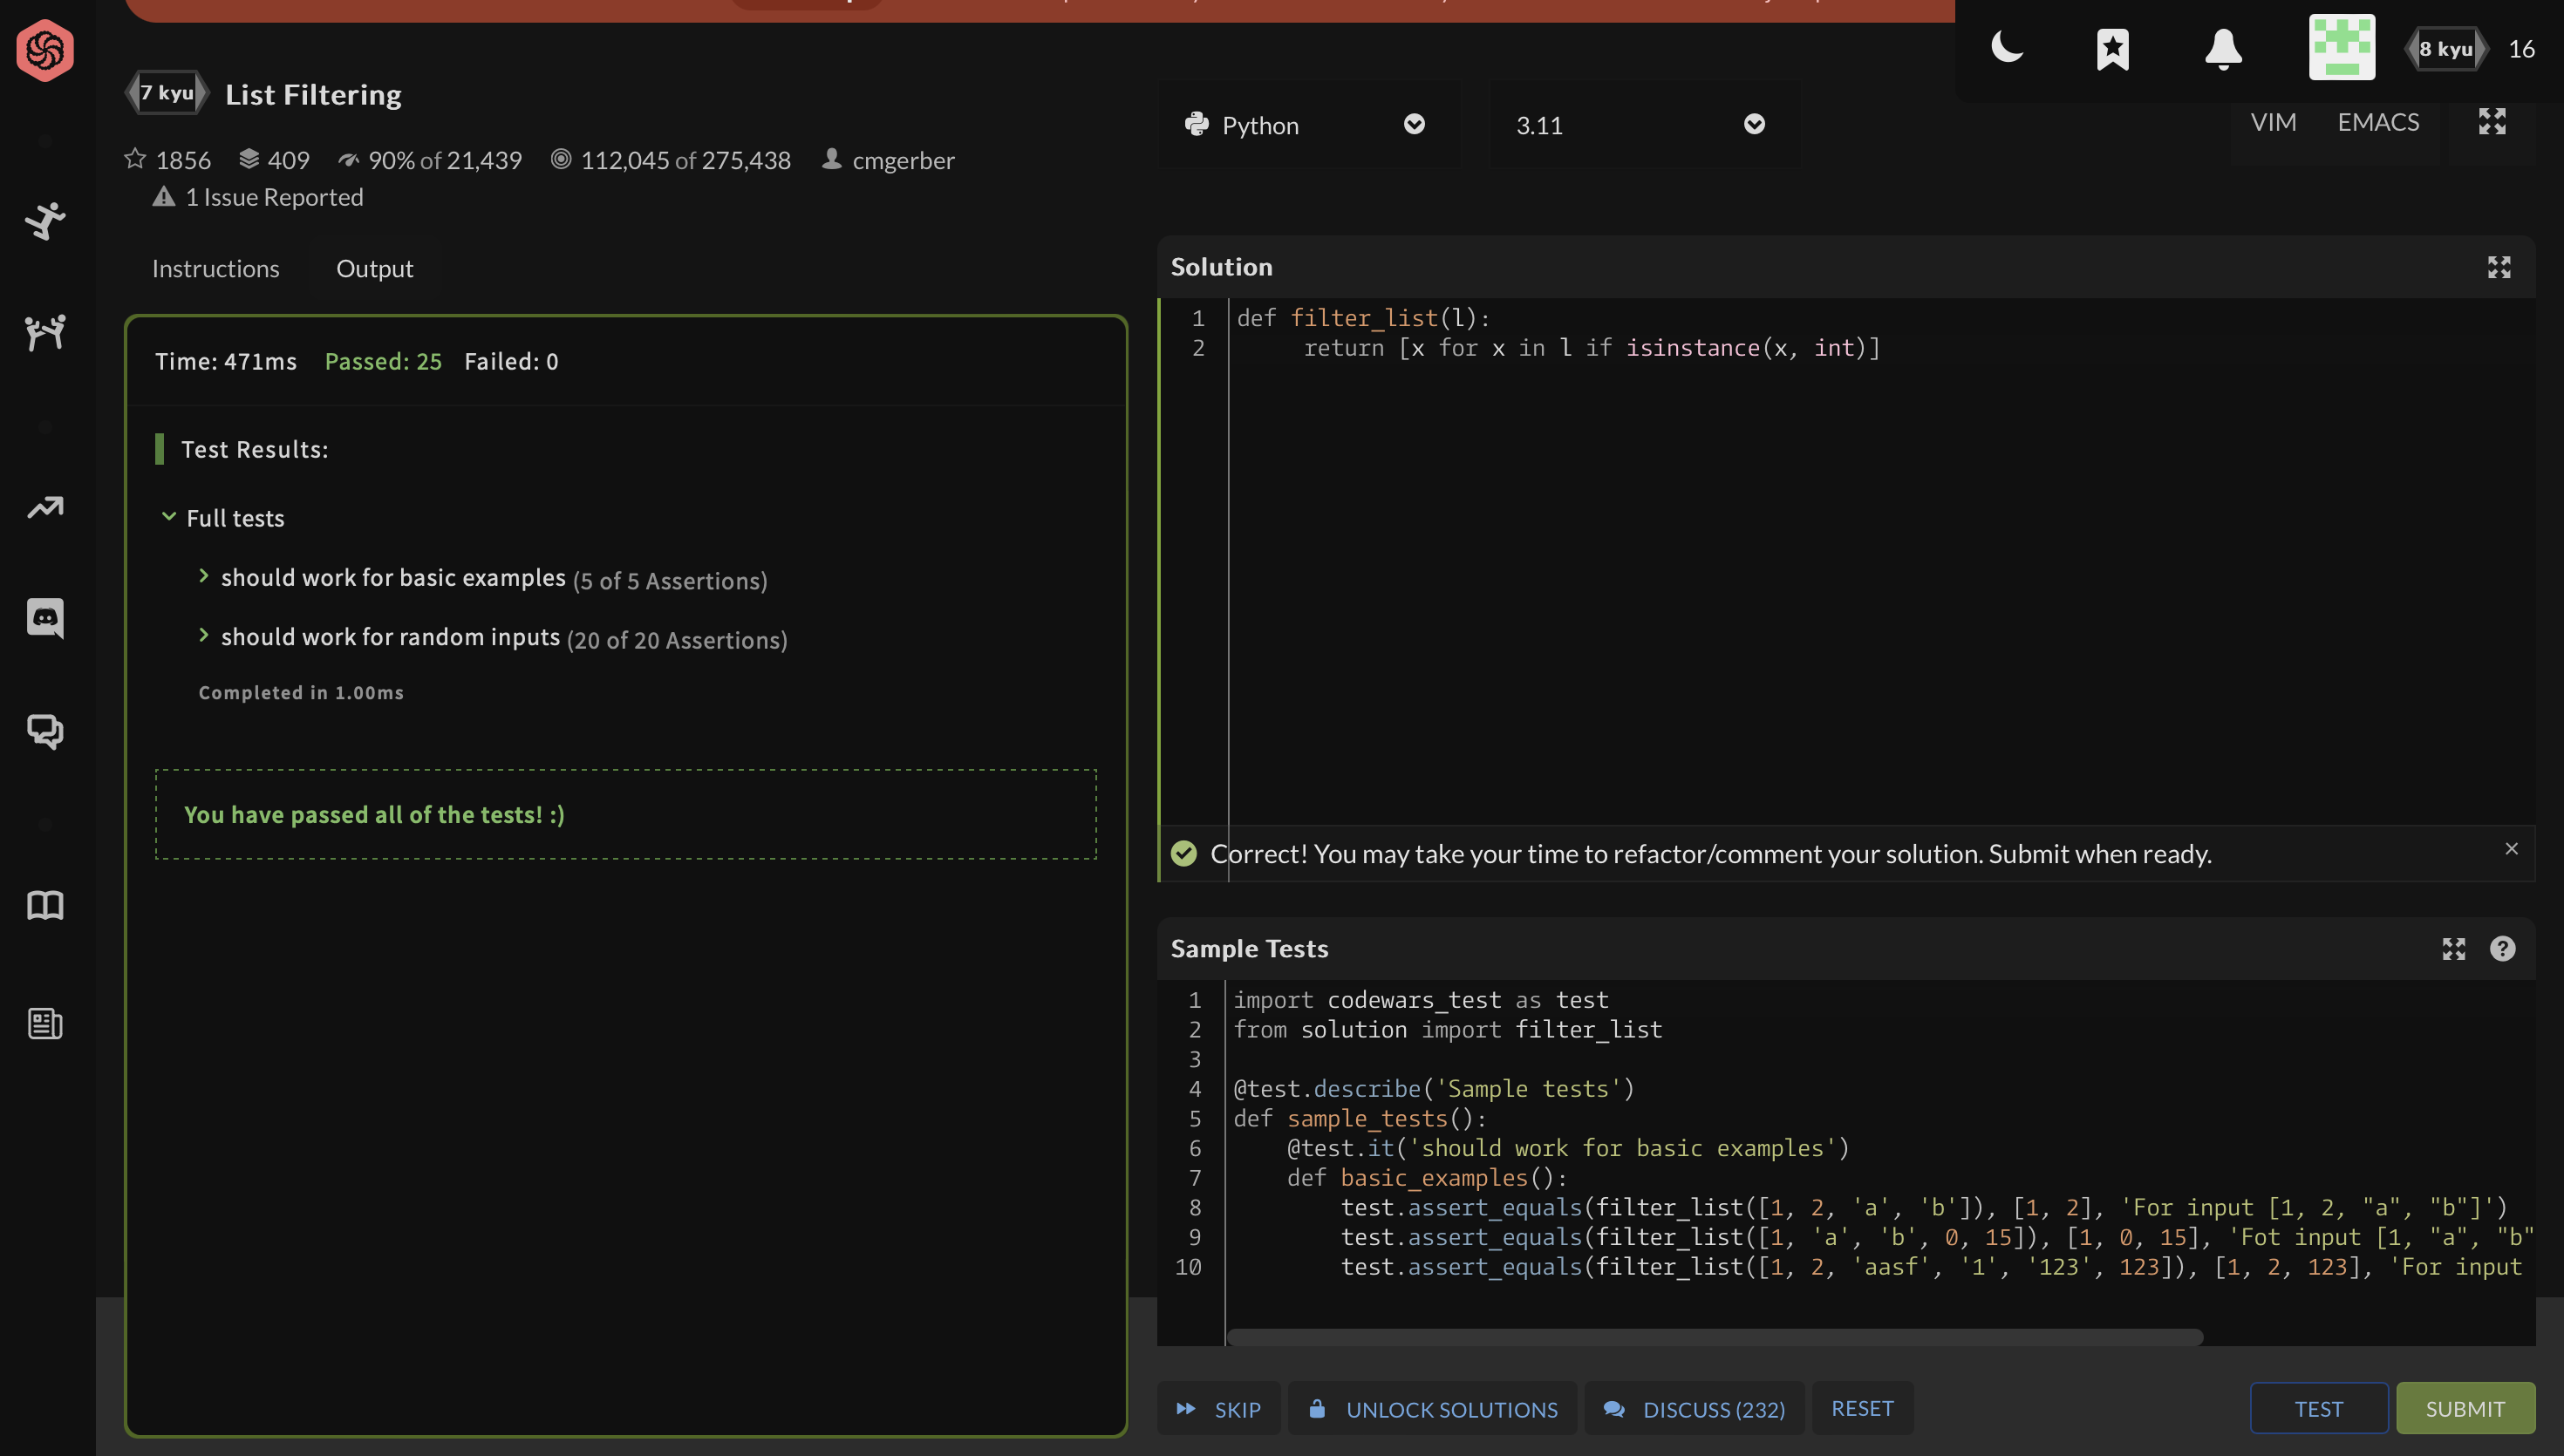 8 kyu 16
7 kyu List Filtering
1856 409 90% of 21,439 112,045 of 275,438 cmgerber
1 Issue Reported
Python 3.11 VIM EMACS
Instructions Output
Time: 471ms Passed: 25 Failed: 0
Test Results:
Full tests
should work for basic examples (5 of 5 Assertions)
should work for random inputs (20 of 20 Assertions)
Completed in 1.00ms
You have passed all of the tests! :)
Solution
1 def filter_list(l):
2 return [x for x in l if isinstance(x, int)]
Correct! You may take your time to refactor/comment your solution. Submit when ready.
Sample Tests
1 import codewars_test as test
2 from solution import filter_list
3
4 @test.describe('Sample tests')
5 def sample_tests():
6 @test.it('should work for basic examples')
7 def basic_examples():
8 test.assert_equals(filter_list([1, 2, 'a', 'b']), [1, 2], 'For input [1, 2, "a", "b"]')
9 test.assert_equals(filter_list([1, 'a', 'b', 0, 15]), [1, 0, 15], 'Fot input [1, "a", "b"
10 test.assert_equals(filter_list([1, 2, 'aasf', '1', '123', 123]), [1, 2, 123], 'For input
SKIP UNLOCK SOLUTIONS DISCUSS (232) RESET TEST SUBMIT